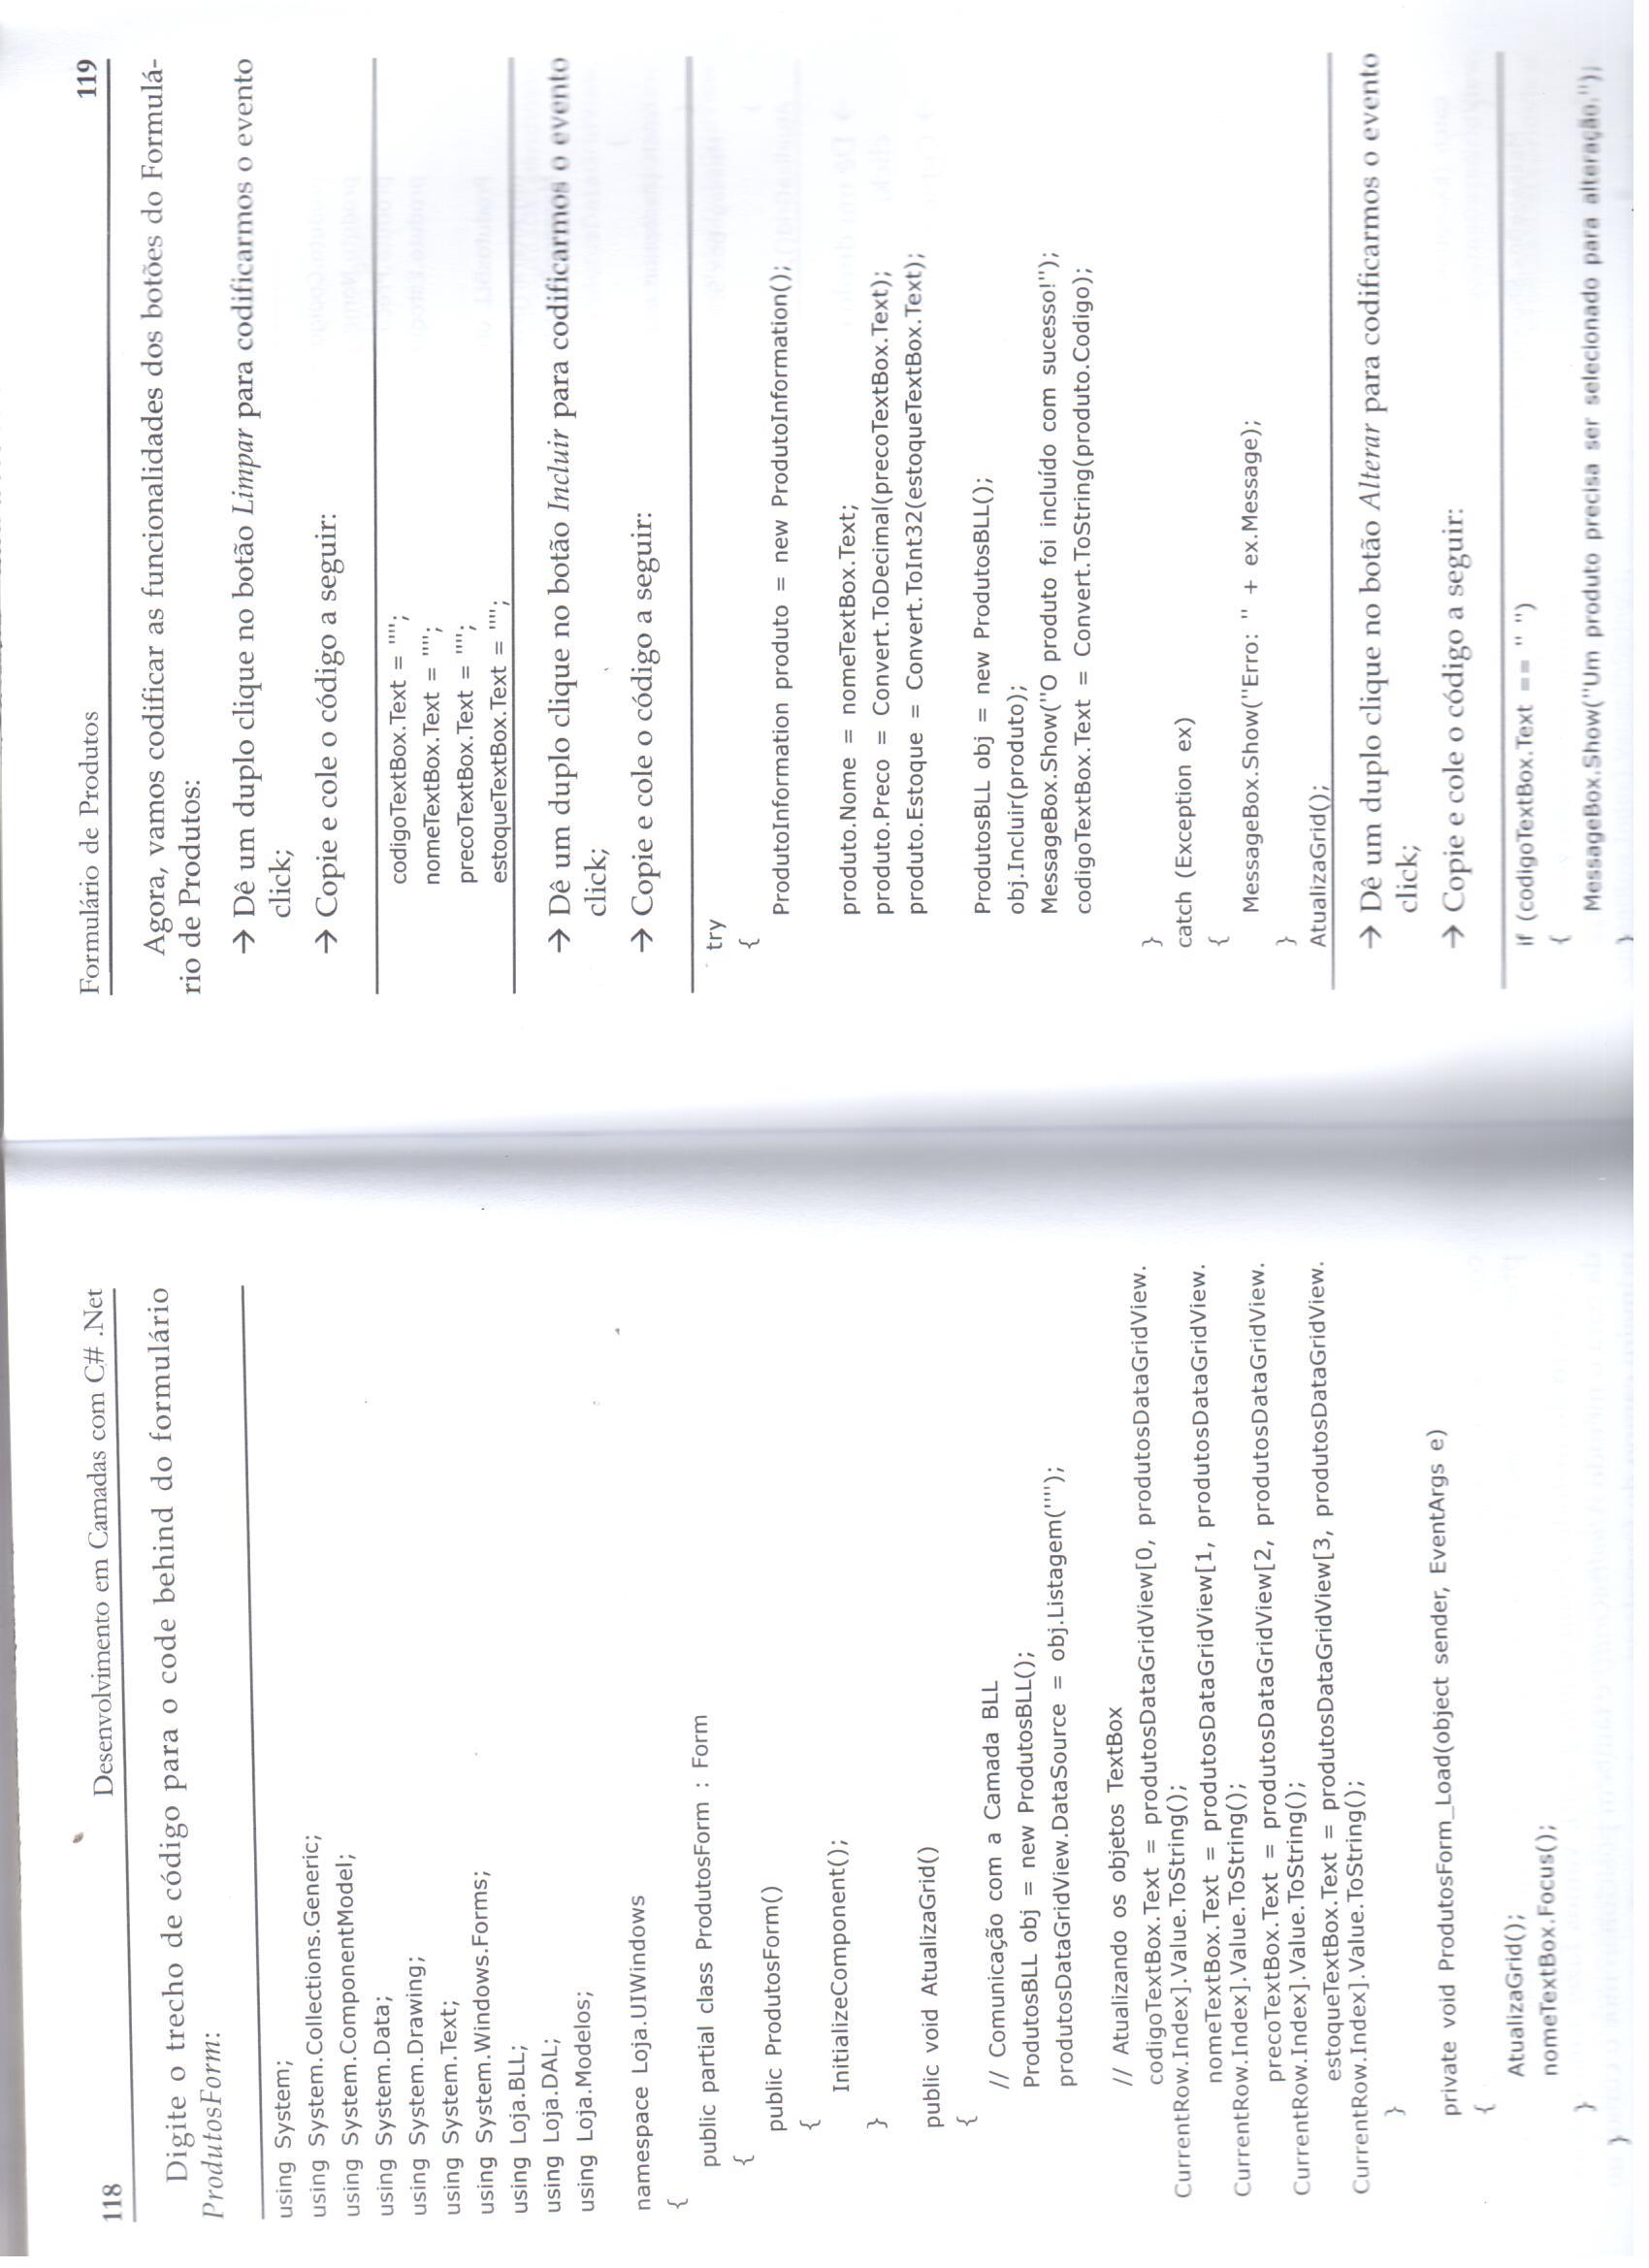 118 Desenvolvimento em Camadas com C# .Net
Digite o trecho de código para o code behind do formulário
ProdutosForm:
using System;
using System.Collections.Generic;
using System.ComponentModel;
using System.Data;
using System.Drawing;
using System.Text;
using System.Windows.Forms;
using Loja.BLL;
using Loja.DAL;
using Loja.Modelos;
namespace Loja.UIWindows
{
public partial class ProdutosForm : Form
{
public ProdutosForm()
{
InitializeComponent();
}
public void AtualizaGrid()
{
// Comunicação com a Camada BLL
ProdutosBLL obj = new ProdutosBLL();
produtosDataGridView.DataSource = obj.Listagem("");
// Atualizando os objetos TextBox
codigoTextBox.Text = produtosDataGridView[0, produtosDataGridView.
CurrentRow.Index].Value.ToString();
nomeTextBox.Text = produtosDataGridView[1, produtosDataGridView.
CurrentRow.Index].Value.ToString();
precoTextBox.Text = produtosDataGridView[2, produtosDataGridView.
CurrentRow.Index].Value.ToString();
estoqueTextBox.Text = produtosDataGridView[3, produtosDataGridView.
CurrentRow.Index].Value.ToString();
}
private void ProdutosForm_Load(object sender, EventArgs e)
{
AtualizaGrid();
nomeTextBox.Focus();
}
}
Formulário de Produtos 119
Agora, vamos codificar as funcionalidades dos botões do Formulá-
rio de Produtos:
→ Dê um duplo clique no botão Limpar para codificarmos o evento
click;
→ Copie e cole o código a seguir:
codigoTextBox.Text = "";
nomeTextBox.Text = "";
precoTextBox.Text = "";
estoqueTextBox.Text = "";
→ Dê um duplo clique no botão Incluir para codificarmos o evento
click;
→ Copie e cole o código a seguir:
try
{
ProdutoInformation produto = new ProdutoInformation();
produto.Nome = nomeTextBox.Text;
produto.Preco = Convert.ToDecimal(precoTextBox.Text);
produto.Estoque = Convert.ToInt32(estoqueTextBox.Text);
ProdutosBLL obj = new ProdutosBLL();
obj.Incluir(produto);
MessageBox.Show("O produto foi incluído com sucesso!");
codigoTextBox.Text = Convert.ToString(produto.Codigo);
}
catch (Exception ex)
{
MessageBox.Show("Erro: " + ex.Message);
}
AtualizaGrid();
→ Dê um duplo clique no botão Alterar para codificarmos o evento
click;
→ Copie e cole o código a seguir:
if (codigoTextBox.Text == " ")
{
MessageBox.Show("Um produto precisa ser selecionado para alteração.");
}